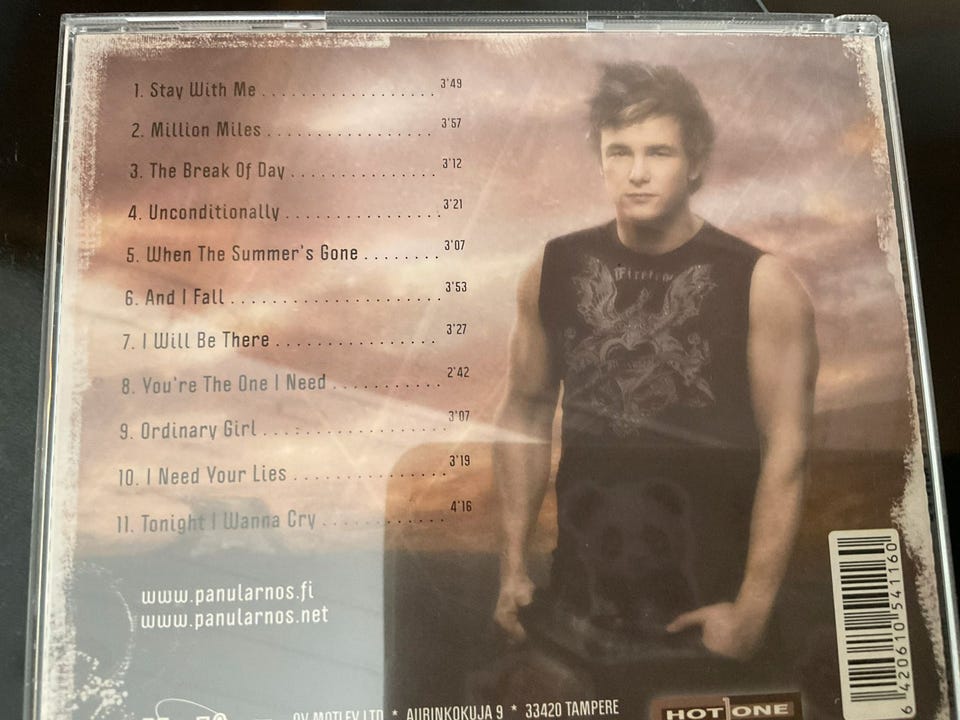 1. Stay With Me .................. 3'49
2. Million Miles .................. 3'57
3. The Break Of Day ................ 3'12
4. Unconditionally ................. 3'21
5. When The Summer's Gone ........ 3'07
6. And I Fall ...................... 3'53
7. I Will Be There ................. 3'27
8. You're The One I Need ........... 2'42
9. Ordinary Girl ................... 3'07
10. I Need Your Lies ............... 3'19
11. Tonight I Wanna Cry ............ 4'16
www.panularnos.fi
www.panularnos.net
OY MOTLEY LTD * AURINKOKUJA 9 * 33420 TAMPERE
HOT ONE
6 420610 541160